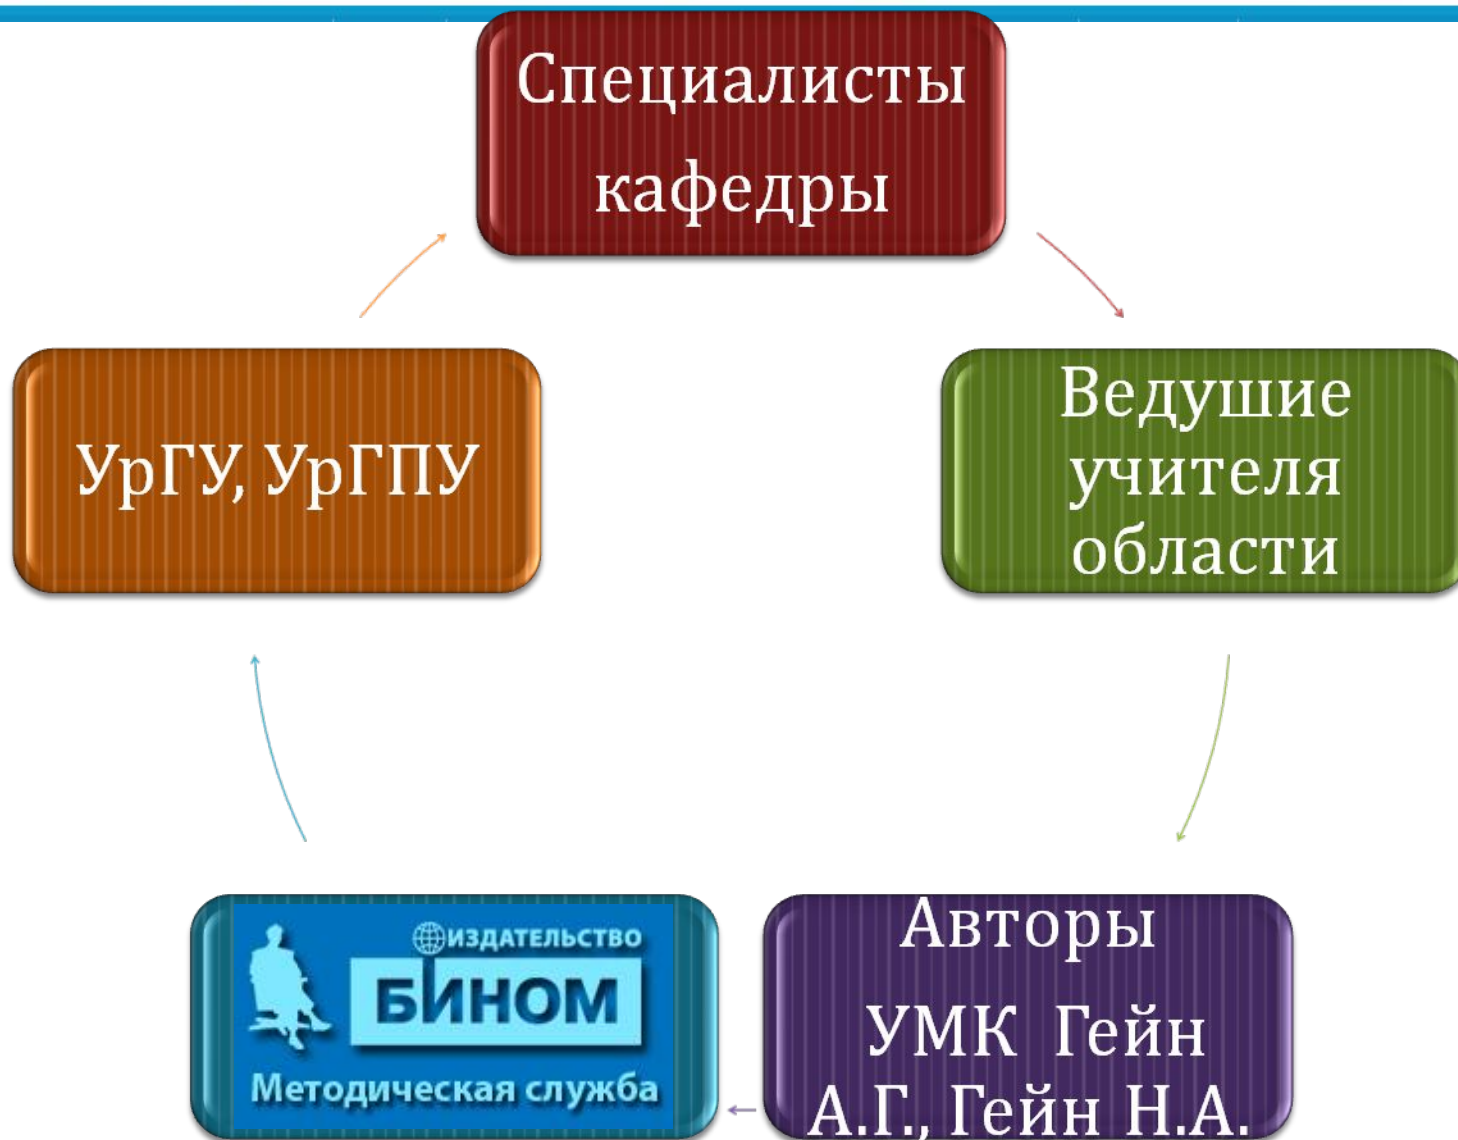 Специалисты
кафедры
Ведушие
учителя
области
Авторы
УМК Гейн
А.Г., Гейн Н.А.
ИЗДАТЕЛЬСТВО
БИНОМ
Методическая служба
УрГУ, УрГПУ